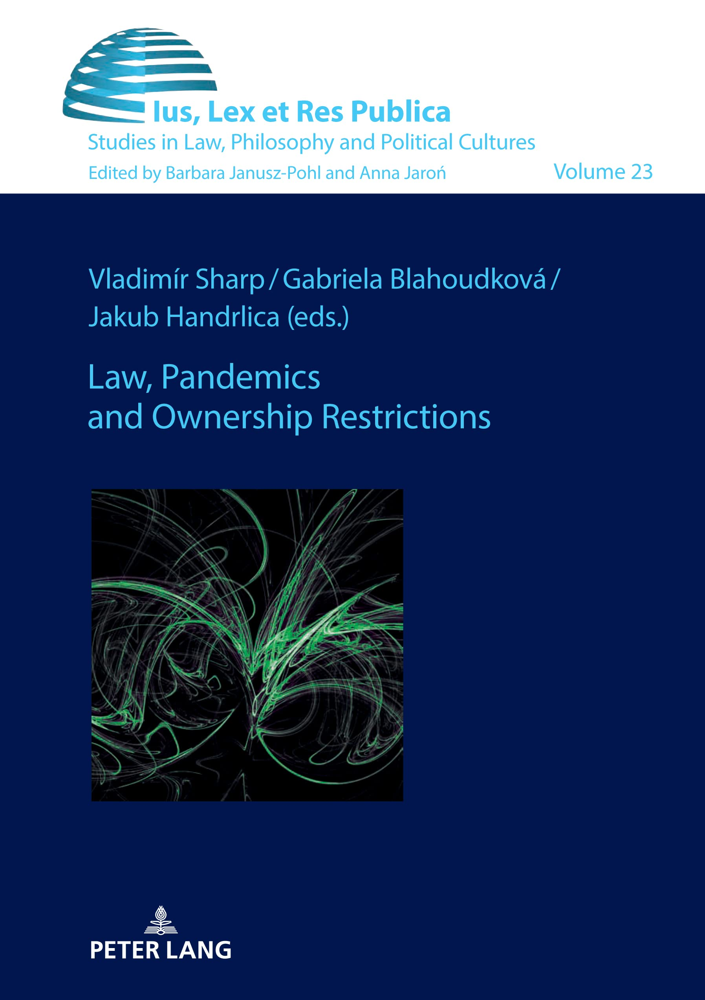 Ius, Lex et Res Publica
Studies in Law, Philosophy and Political Cultures
Edited by Barbara Janusz-Pohl and Anna Jaroń Volume 23
Vladimír Sharp / Gabriela Blahoudková /
Jakub Handrlica (eds.)
Law, Pandemics
and Ownership Restrictions
PETER LANG